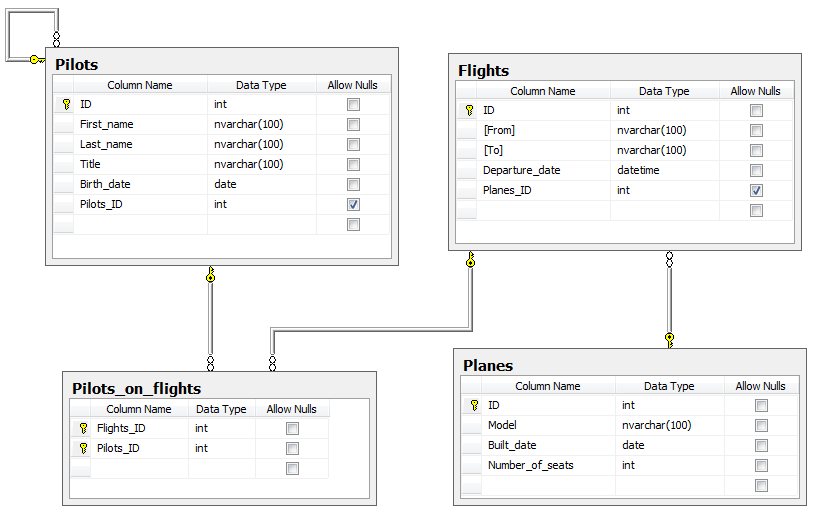 Pilots
Column Name Data Type Allow Nulls
ID int
First_name nvarchar(100)
Last_name nvarchar(100)
Title nvarchar(100)
Birth_date date
Pilots_ID int
Flights
Column Name Data Type Allow Nulls
ID int
[From] nvarchar(100)
[To] nvarchar(100)
Departure_date datetime
Planes_ID int
Pilots_on_flights
Column Name Data Type Allow Nulls
Flights_ID int
Pilots_ID int
Planes
Column Name Data Type Allow Nulls
ID int
Model nvarchar(100)
Built_date date
Number_of_seats int